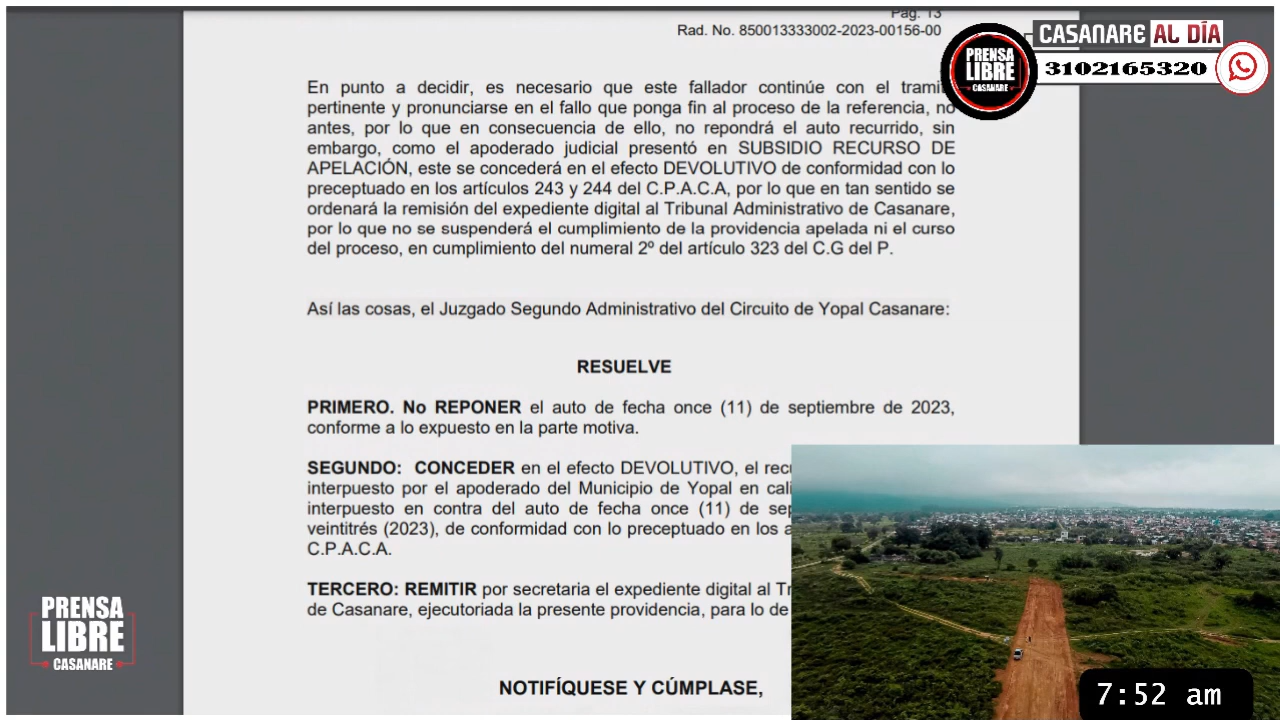 Pag. 13
Rad. No. 850013333002-2023-00156-00
CASANARE AL DÍA
PRENSA
LIBRE
CASANARE
3102165320
En punto a decidir, es necesario que este fallador continúe con el
pertinente y pronunciarse en el fallo que ponga fin al proceso de la referencia, no
antes, por lo que en consecuencia de ello, no repondrá el auto recurrido, sin
embargo, como el apoderado judicial presentó en SUBSIDIO RECURSO DE
APELACIÓN, este se concederá en el efecto DEVOLUTIVO de conformidad con lo
preceptuado en los artículos 243 y 244 del C.P.A.C.A, por lo que en tan sentido se
ordenará la remisión del expediente digital al Tribunal Administrativo de Casanare,
por lo que no se suspenderá el cumplimiento de la providencia apelada ni el curso
del proceso, en cumplimiento del numeral 2º del artículo 323 del C.G del P.
Así las cosas, el Juzgado Segundo Administrativo del Circuito de Yopal Casanare:
RESUELVE
PRIMERO. No REPONER el auto de fecha once (11) de septiembre de 2023,
conforme a lo expuesto en la parte motiva.
SEGUNDO: CONCEDER en el efecto DEVOLUTIVO, el
interpuesto por el apoderado del Municipio de Yopal en
interpuesto en contra del auto de fecha once (11) de
veintitrés (2023), de conformidad con lo preceptuado en los
C.P.A.C.A.
TERCERO: REMITIR por secretaria el expediente digital al
de Casanare, ejecutoriada la presente providencia, para lo
NOTIFÍQUESE Y CÚMPLASE,
PRENSA
LIBRE
CASANARE
7:52 am